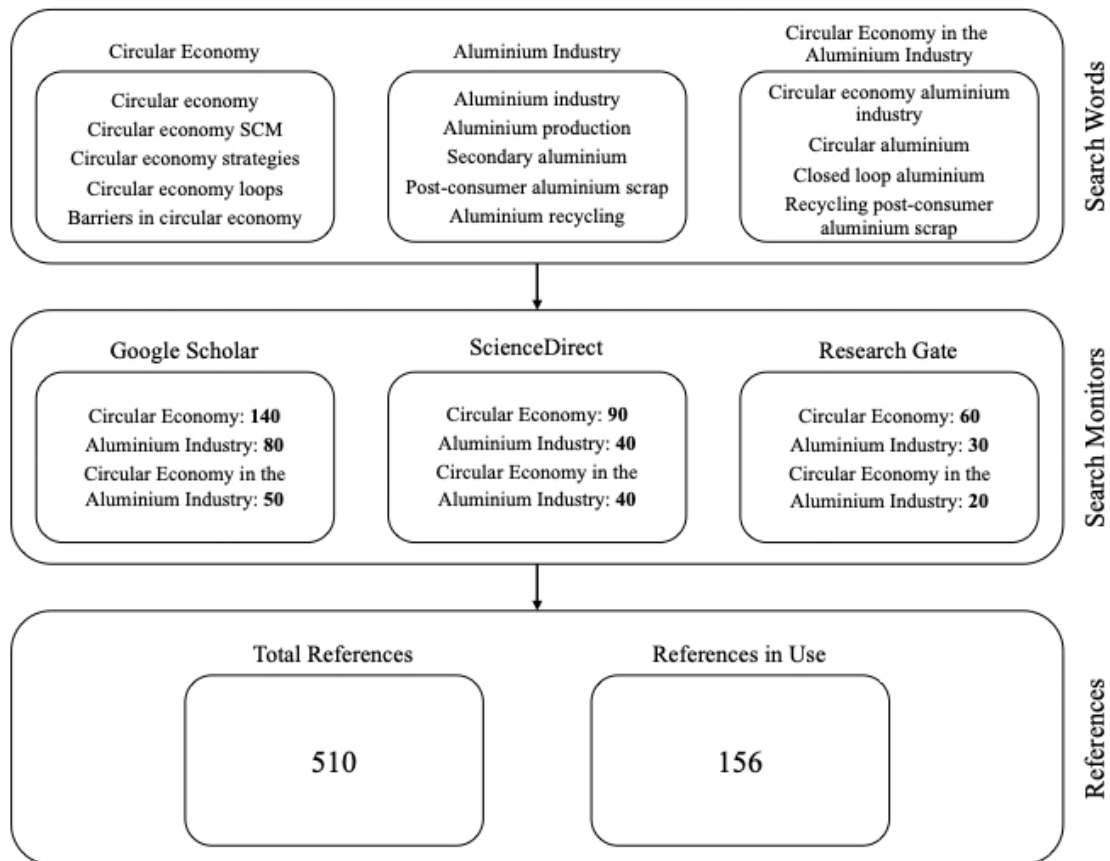 Circular Economy
Circular economy
Circular economy SCM
Circular economy strategies
Circular economy loops
Barriers in circular economy
Aluminium Industry
Aluminium industry
Aluminium production
Secondary aluminium
Post-consumer aluminium scrap
Aluminium recycling
Circular Economy in the
Aluminium Industry
Circular economy aluminium
industry
Circular aluminium
Closed loop aluminium
Recycling post-consumer
aluminium scrap
Search Words
Google Scholar
Circular Economy: 140
Aluminium Industry: 80
Circular Economy in the
Aluminium Industry: 50
ScienceDirect
Circular Economy: 90
Aluminium Industry: 40
Circular Economy in the
Aluminium Industry: 40
Research Gate
Circular Economy: 60
Aluminium Industry: 30
Circular Economy in the
Aluminium Industry: 20
Search Monitors
Total References
510
References in Use
156
References